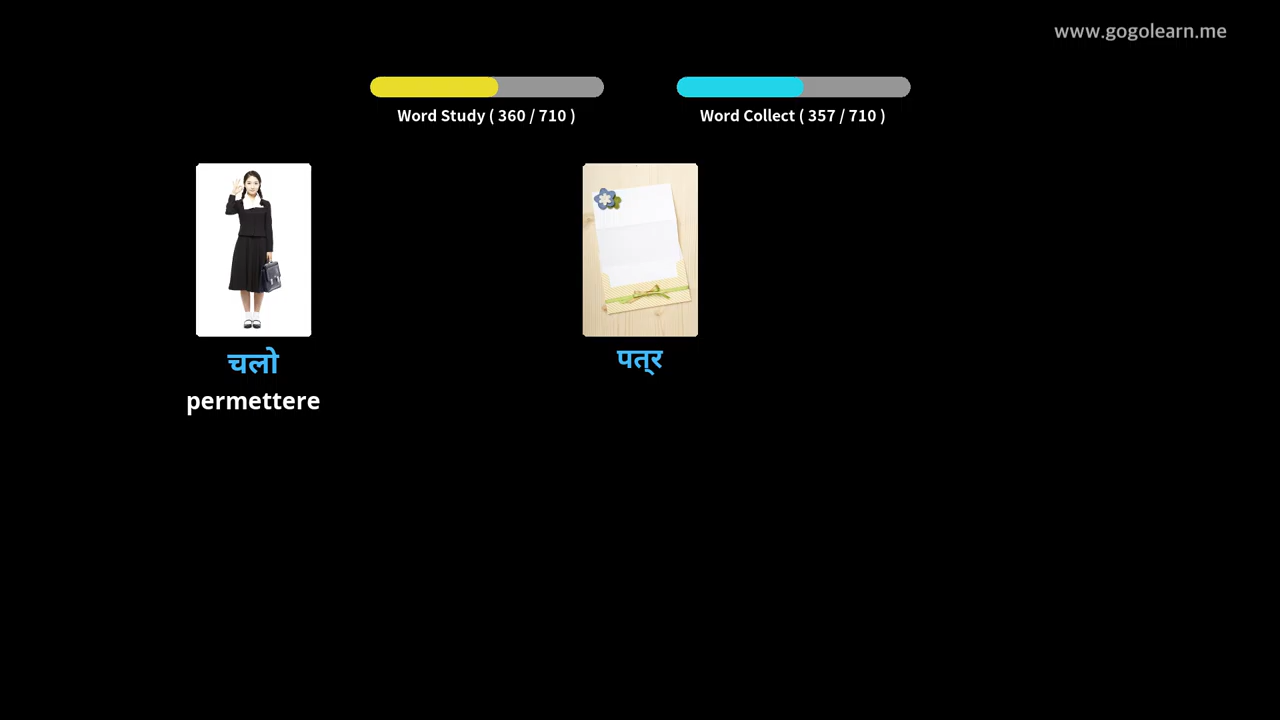 www.gogolearn.me
Word Study ( 360 / 710 )
Word Collect ( 357 / 710 )
चलो
permettere
पत्र